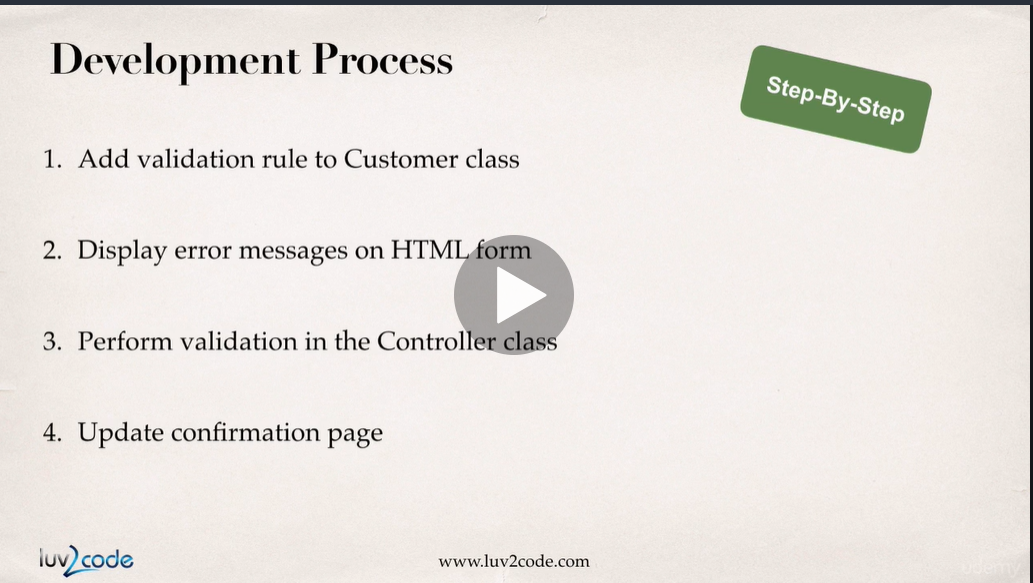 Development Process
Step-By-Step
1. Add validation rule to Customer class
2. Display error messages on HTML form
3. Perform validation in the Controller class
4. Update confirmation page
luv2code
www.luv2code.com
udemy